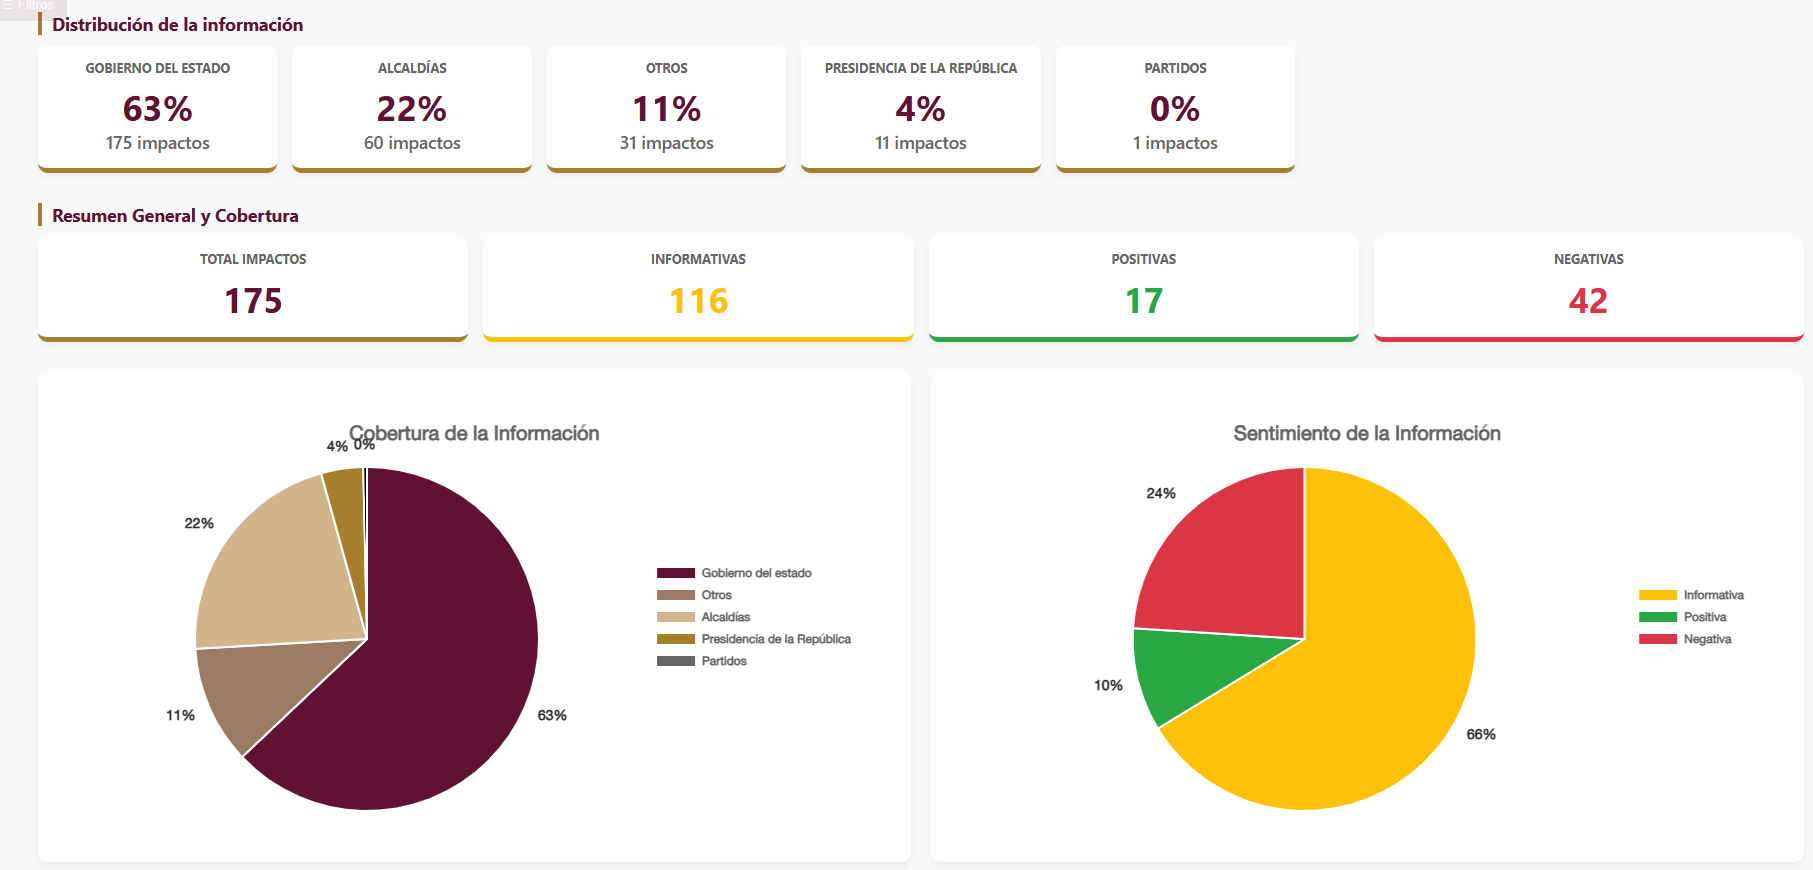 ☰ Filtros
Distribución de la información
GOBIERNO DEL ESTADO
63%
175 impactos
ALCALDÍAS
22%
60 impactos
OTROS
11%
31 impactos
PRESIDENCIA DE LA REPÚBLICA
4%
11 impactos
PARTIDOS
0%
1 impactos
Resumen General y Cobertura
TOTAL IMPACTOS
175
INFORMATIVAS
116
POSITIVAS
17
NEGATIVAS
42
Cobertura de la Información
4%
0%
22%
11%
63%
Gobierno del estado
Otros
Alcaldías
Presidencia de la República
Partidos
Sentimiento de la Información
24%
10%
66%
Informativa
Positiva
Negativa